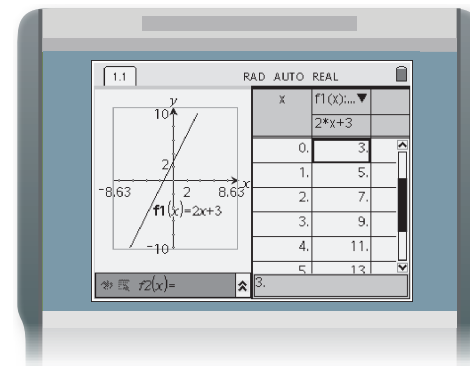 1.1 RAD AUTO REAL
y
10
2
-8.63 2 8.63 x
f1(x)=2x+3
-10
f2(x)=
x f1(x):...▼
2*x+3
0. 3.
1. 5.
2. 7.
3. 9.
4. 11.
5. 13.
3.